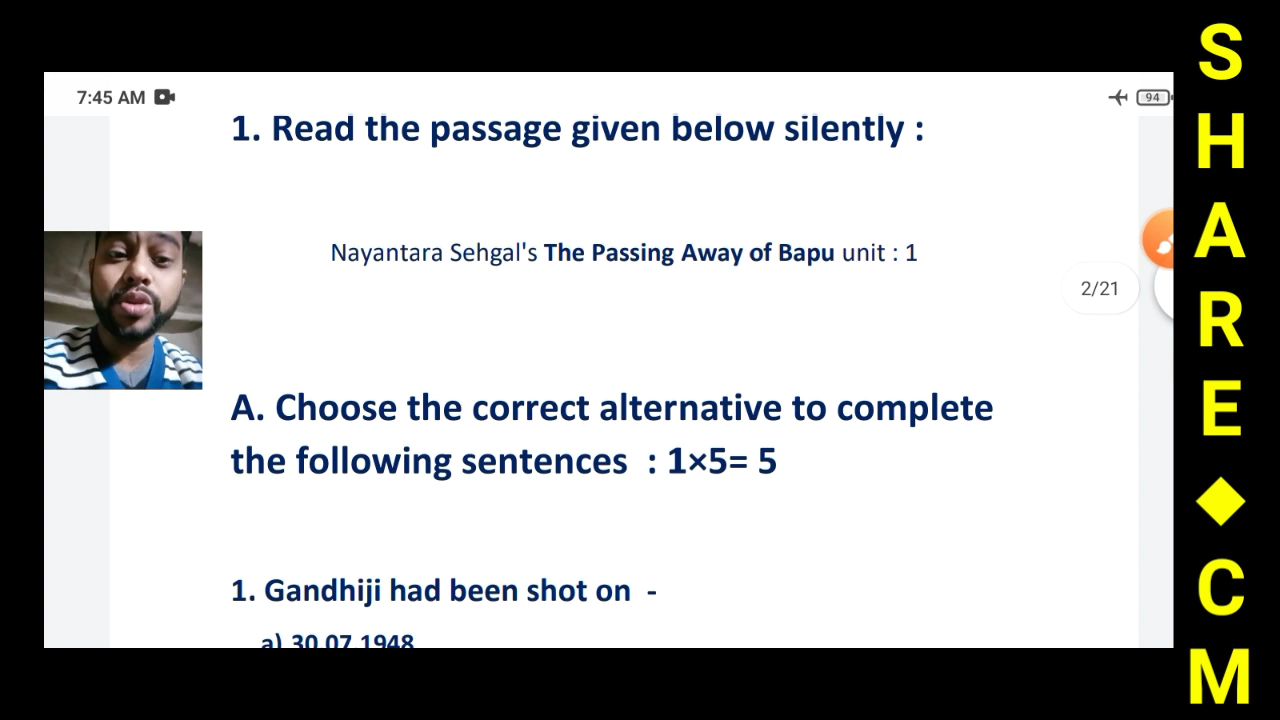 7:45 AM
94
1. Read the passage given below silently :
Nayantara Sehgal's The Passing Away of Bapu unit : 1
2/21
A. Choose the correct alternative to complete
the following sentences : 1×5= 5
1. Gandhiji had been shot on -
a) 30.07.1948
S
H
A
R
E
◆
C
M